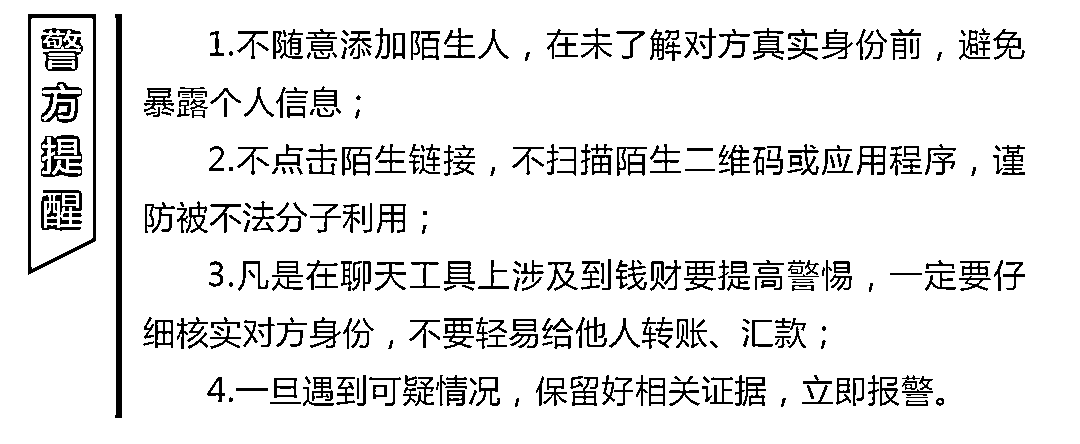 警方提醒
1.不随意添加陌生人，在未了解对方真实身份前，避免
暴露个人信息；
2.不点击陌生链接，不扫描陌生二维码或应用程序，谨
防被不法分子利用；
3.凡是在聊天工具上涉及到钱财要提高警惕，一定要仔
细核实对方身份，不要轻易给他人转账、汇款；
4.一旦遇到可疑情况，保留好相关证据，立即报警。